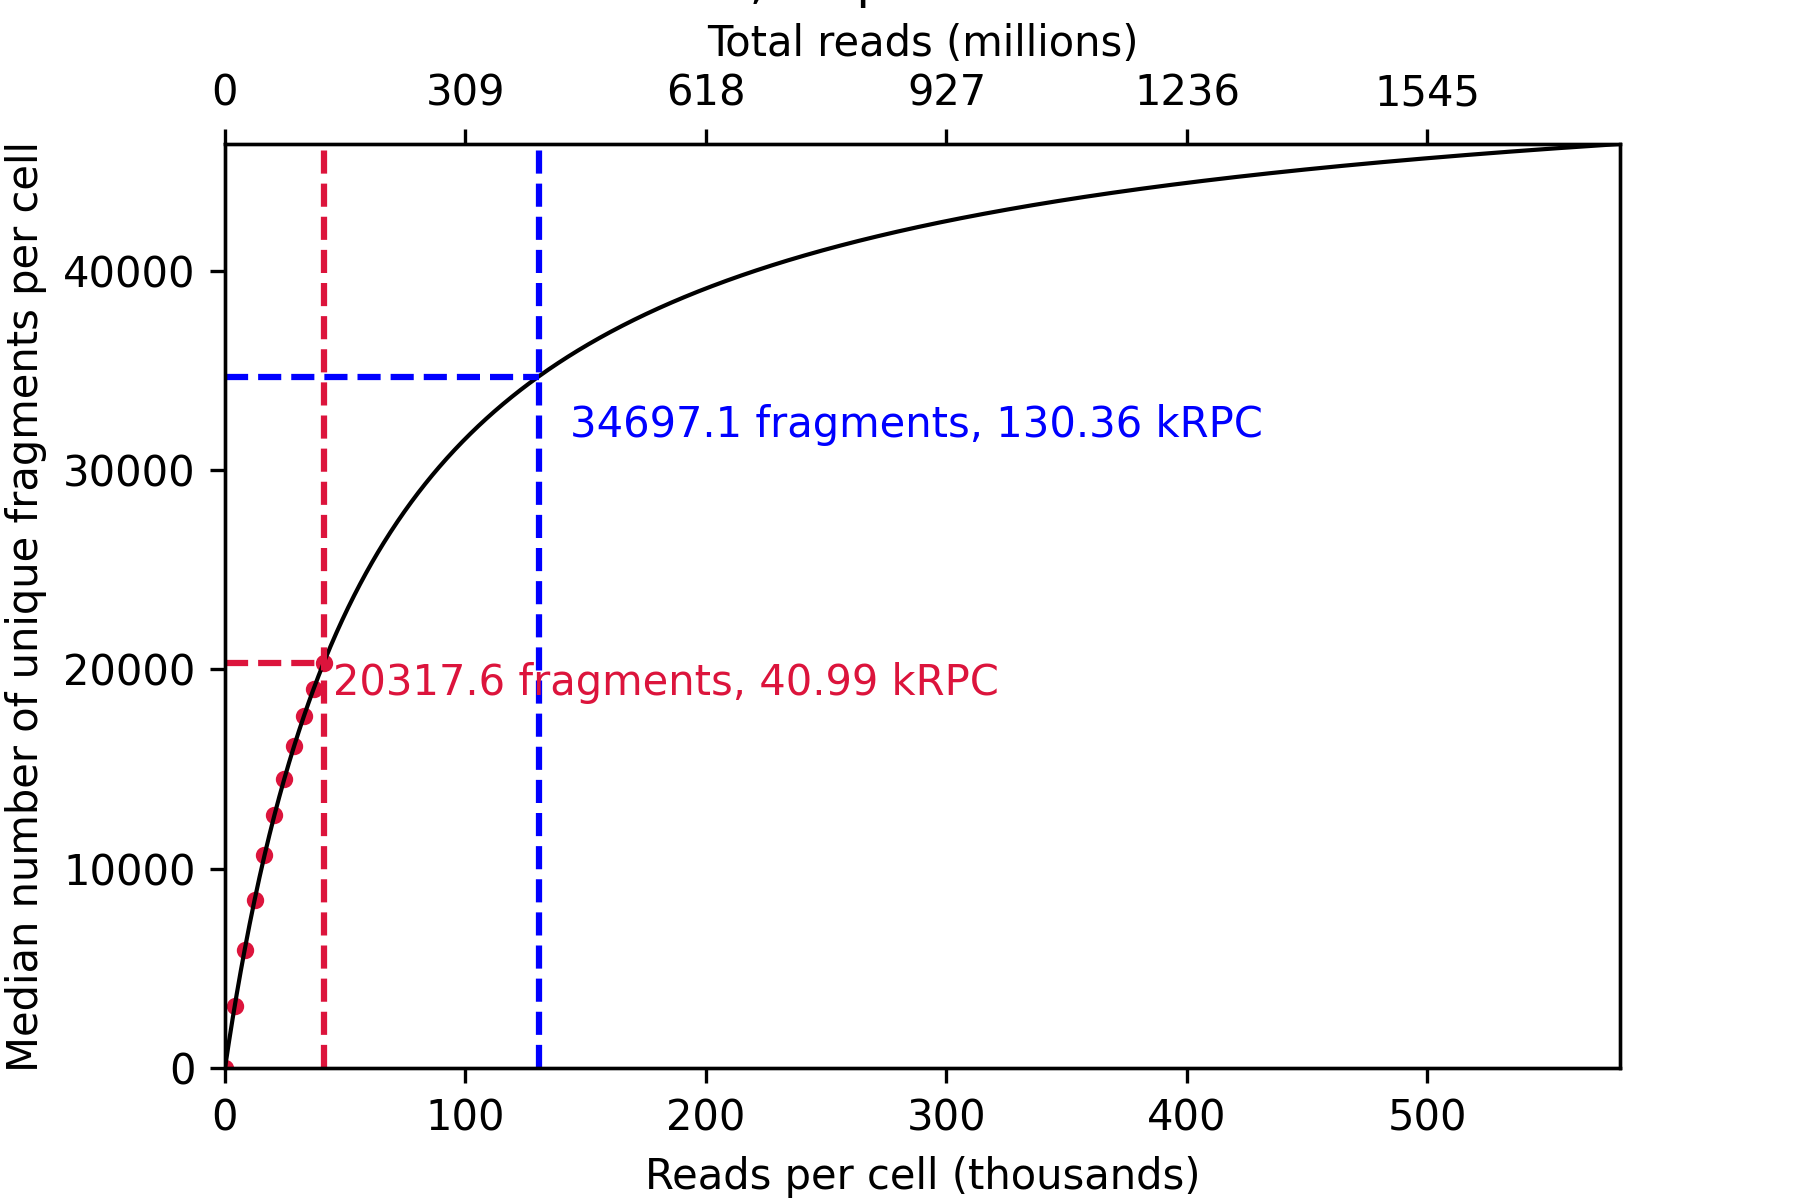 Total reads (millions)
0 309 618 927 1236 1545
Median number of unique fragments per cell
40000
30000
20000
10000
0
34697.1 fragments, 130.36 kRPC
20317.6 fragments, 40.99 kRPC
0 100 200 300 400 500
Reads per cell (thousands)